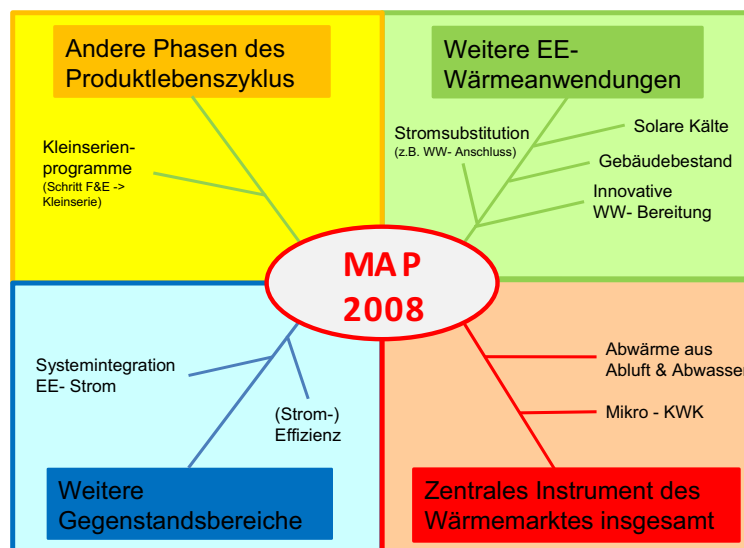 Andere Phasen des
Produktlebenszyklus
Kleinserien-
programme
(Schritt F&E ->
Kleinserie)
Weitere EE-
Wärmeanwendungen
Stromsubstitution
(z.B. WW- Anschluss)
Solare Kälte
Gebäudebestand
Innovative
WW- Bereitung
MAP
2008
Systemintegration
EE- Strom
(Strom-)
Effizienz
Weitere
Gegenstandsbereiche
Abwärme aus
Abluft & Abwasser
Mikro - KWK
Zentrales Instrument des
Wärmemarktes insgesamt